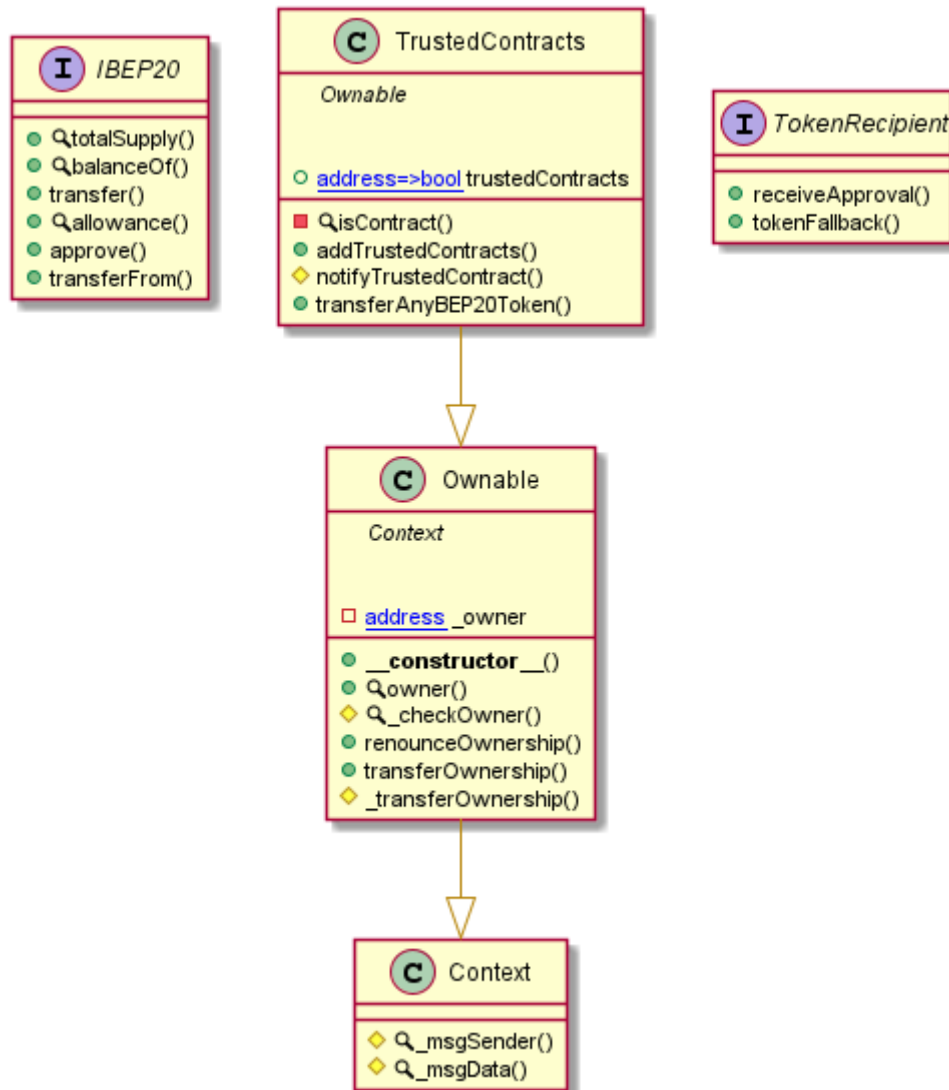 I IBEP20
totalSupply()
balanceOf()
transfer()
allowance()
approve()
transferFrom()
C TrustedContracts
Ownable
address=>bool trustedContracts
isContract()
addTrustedContracts()
notifyTrustedContract()
transferAnyBEP20Token()
I TokenRecipient
receiveApproval()
tokenFallback()
C Ownable
Context
address _owner
__constructor__()
owner()
_checkOwner()
renounceOwnership()
transferOwnership()
_transferOwnership()
C Context
_msgSender()
_msgData()